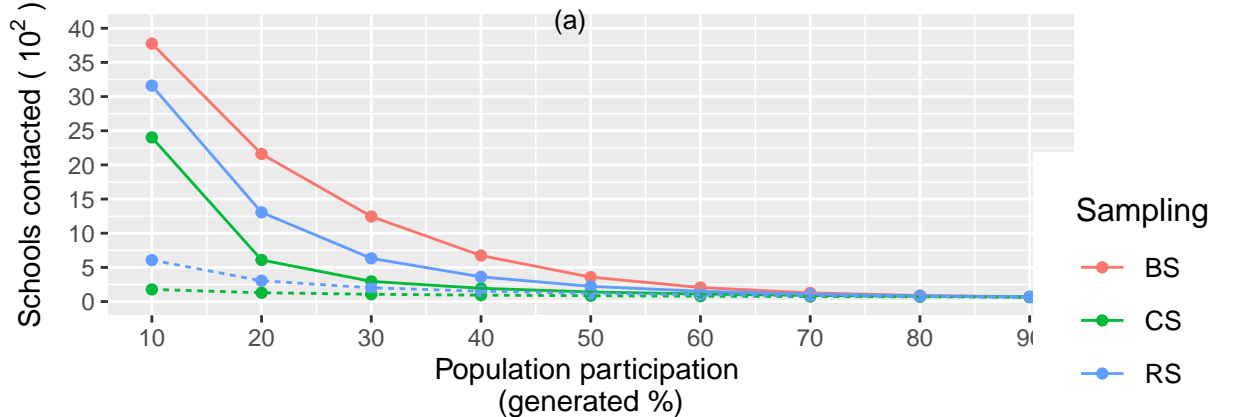 (a)
Schools contacted ( 10²)
40
35
30
25
20
15
10
5
0
10 20 30 40 50 60 70 80 90
Population participation
(generated %)
Sampling
BS
CS
RS